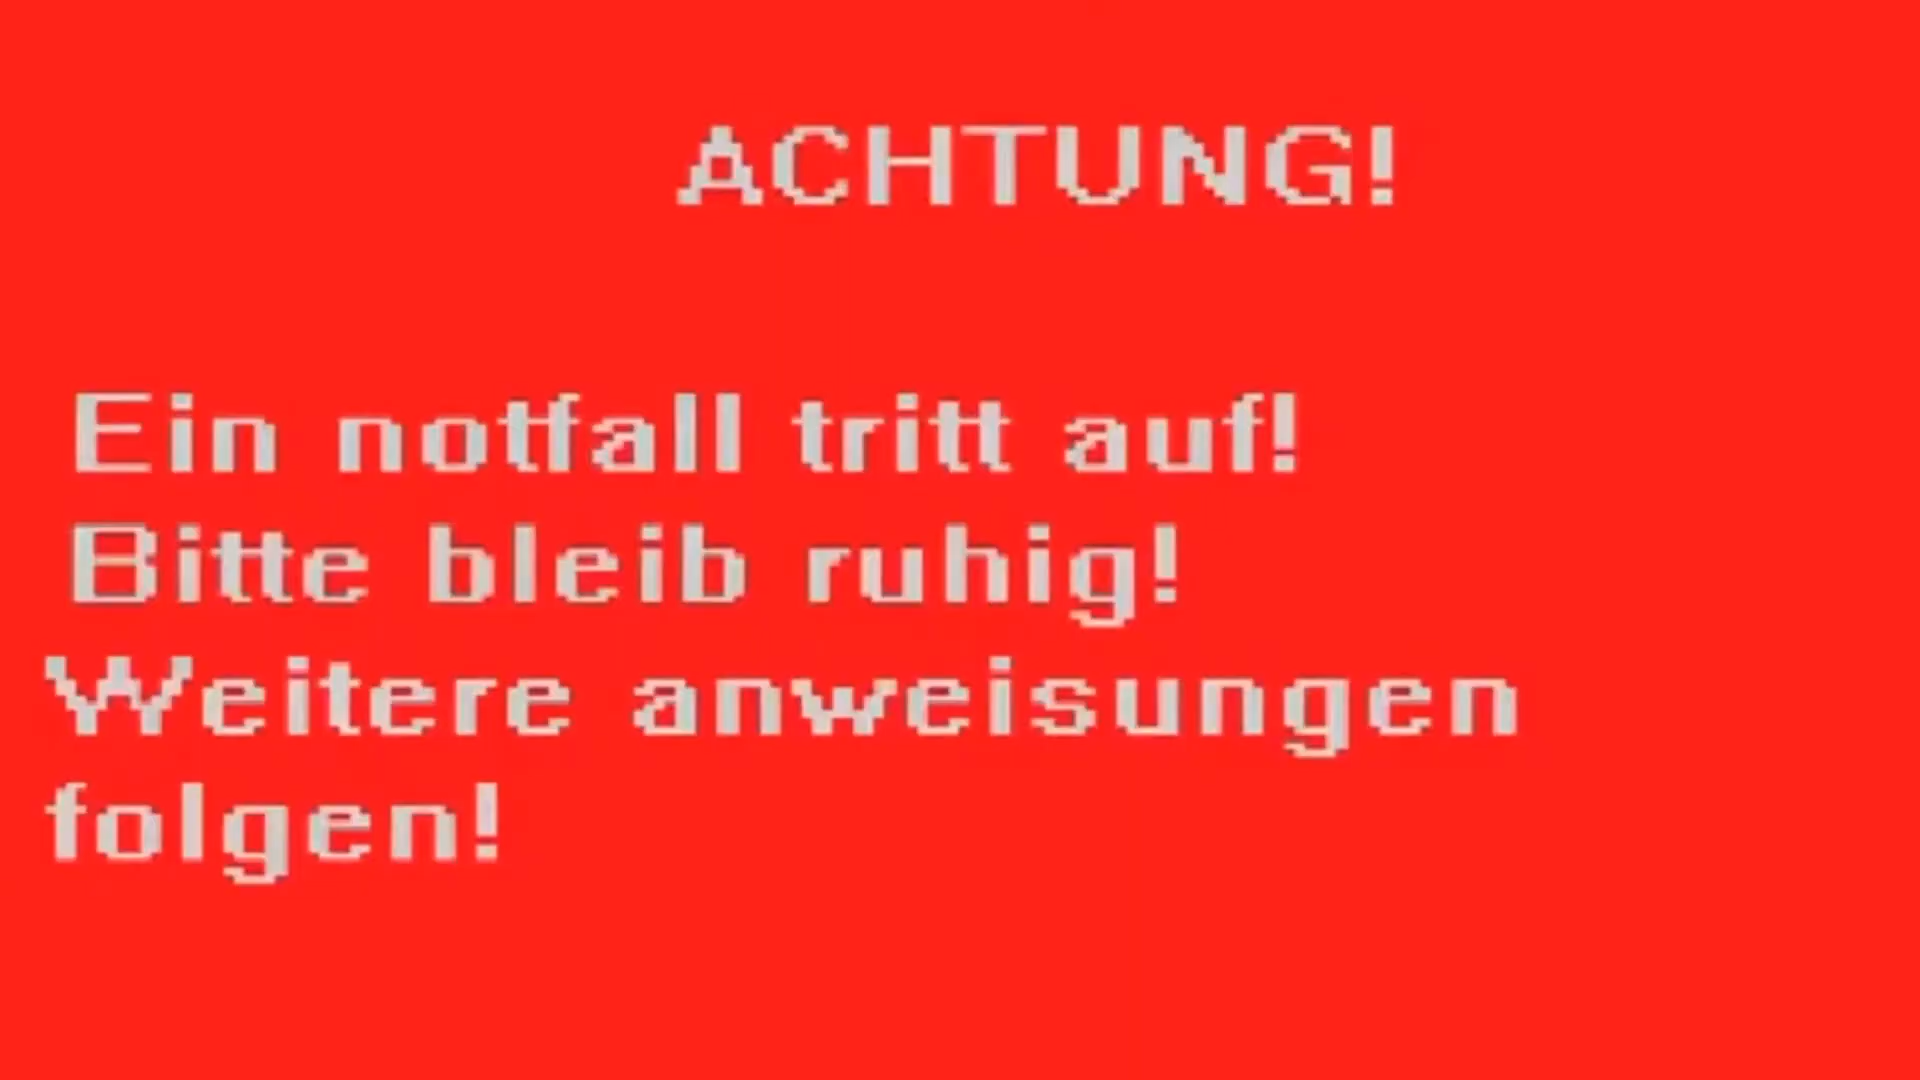 ACHTUNG!
Ein notfall tritt auf!
Bitte bleib ruhig!
Weitere anweisungen
folgen!